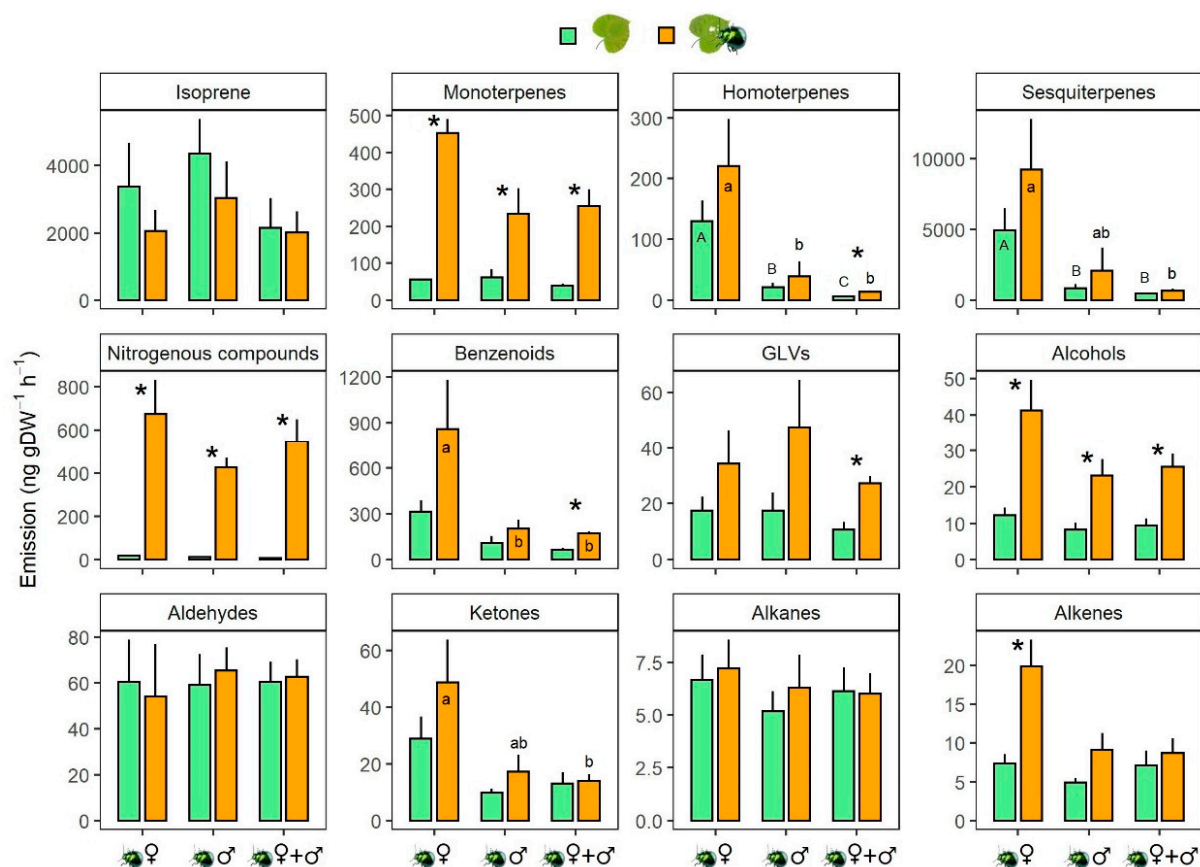 Isoprene
Monoterpenes
Homoterpenes
Sesquiterpenes
4000
2000
0
*
*
*
500
400
300
200
100
0
A
a
B
b
C
b
*
300
200
100
0
A
a
B
ab
B
b
10000
5000
0
Emission (ng gDW⁻¹ h⁻¹)
Nitrogenous compounds
Benzenoids
GLVs
Alcohols
*
*
*
800
600
400
200
0
a
b
*
b
1200
900
600
300
0
*
60
40
20
0
*
*
*
50
40
30
20
10
0
Aldehydes
Ketones
Alkanes
Alkenes
80
60
40
20
0
a
ab
b
60
40
20
0
7.5
5.0
2.5
0.0
*
20
15
10
5
0
♀ ♂ ♀+♂
♀ ♂ ♀+♂
♀ ♂ ♀+♂
♀ ♂ ♀+♂